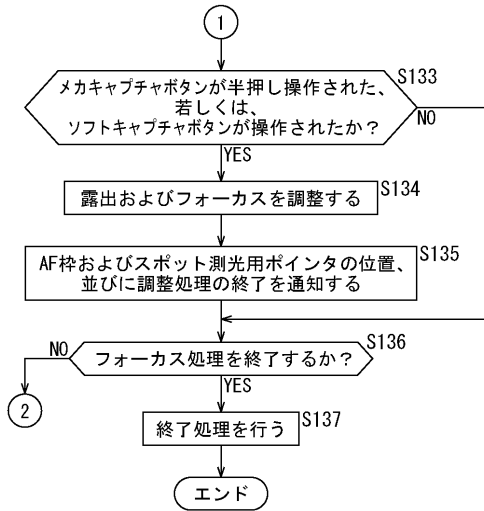 1
メカキャプチャボタンが半押し操作された、
若しくは、
ソフトキャプチャボタンが操作されたか？
S133
NO
YES
露出およびフォーカスを調整する
S134
AF枠およびスポット測光用ポインタの位置、
並びに調整処理の終了を通知する
S135
フォーカス処理を終了するか？
S136
NO
YES
2
終了処理を行う
S137
エンド